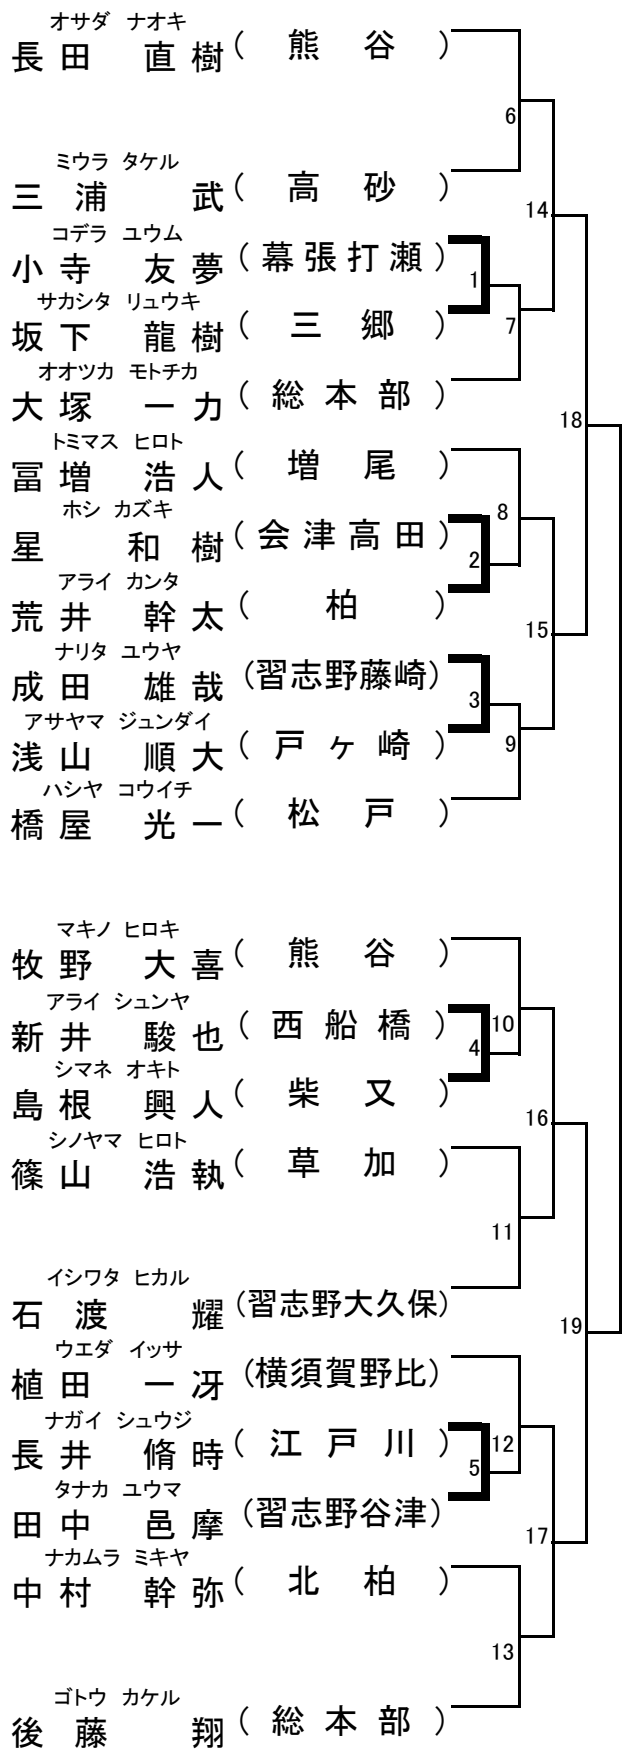 オサダ ナオキ
長田 直樹 (熊谷)
6
ミウラ タケル
三浦 武 (高砂)
14
コデラ ユウム
小寺 友夢 (幕張打瀬)
1
サカシタ リュウキ
坂下 龍樹 (三郷)
7
オオツカ モトチカ
大塚 一力 (総本部)
18
トミマス ヒロト
冨増 浩人 (増尾)
8
ホシ カズキ
星 和樹 (会津高田)
2
アライ カンタ
荒井 幹太 (柏)
15
ナリタ ユウヤ
成田 雄哉 (習志野藤崎)
3
アサヤマ ジュンダイ
浅山 順大 (戸ヶ崎)
9
ハシヤ コウイチ
橋屋 光一 (松戸)
マキノ ヒロキ
牧野 大喜 (熊谷)
アライ シュンヤ
新井 駿也 (西船橋)
10
4
シマネ オキト
島根 興人 (柴又)
16
シノヤマ ヒロト
篠山 浩執 (草加)
11
イシワタ ヒカル
石渡 耀 (習志野大久保)
19
ウエダ イッサ
植田 一冴 (横須賀野比)
ナガイ シュウジ
長井 脩時 (江戸川)
12
5
タナカ ユウマ
田中 邑摩 (習志野谷津)
17
ナカムラ ミキヤ
中村 幹弥 (北柏)
13
ゴトウ カケル
後藤 翔 (総本部)